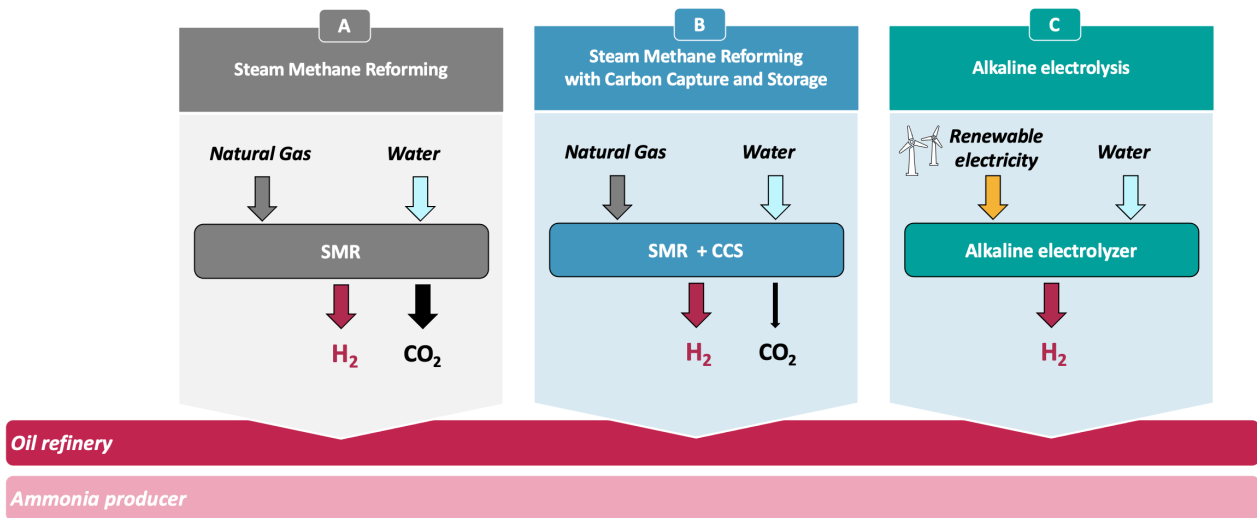 A
Steam Methane Reforming
Natural Gas
Water
SMR
H₂
CO₂
B
Steam Methane Reforming
with Carbon Capture and Storage
Natural Gas
Water
SMR + CCS
H₂
CO₂
C
Alkaline electrolysis
Renewable
electricity
Water
Alkaline electrolyzer
H₂
Oil refinery
Ammonia producer